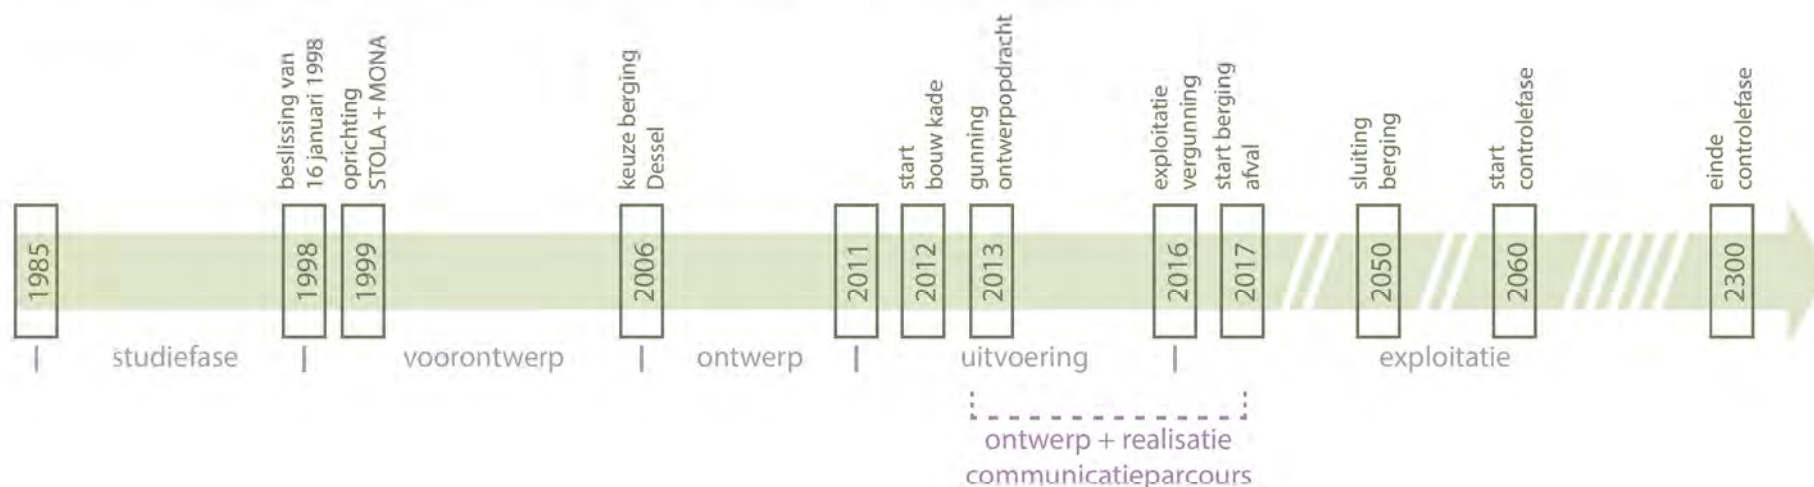 beslissing van
16 januari 1998
oprichting
STOLA + MONA
keuze berging
Dessel
start
bouw kade
gunning
ontwerpopdracht
exploitatie
vergunning
start berging
afval
sluiting
berging
start
controlefase
einde
controlefase
1985
1998
1999
2006
2011
2012
2013
2016
2017
2050
2060
2300
studiefase
voorontwerp
ontwerp
uitvoering
exploitatie
ontwerp + realisatie
communicatieparcours